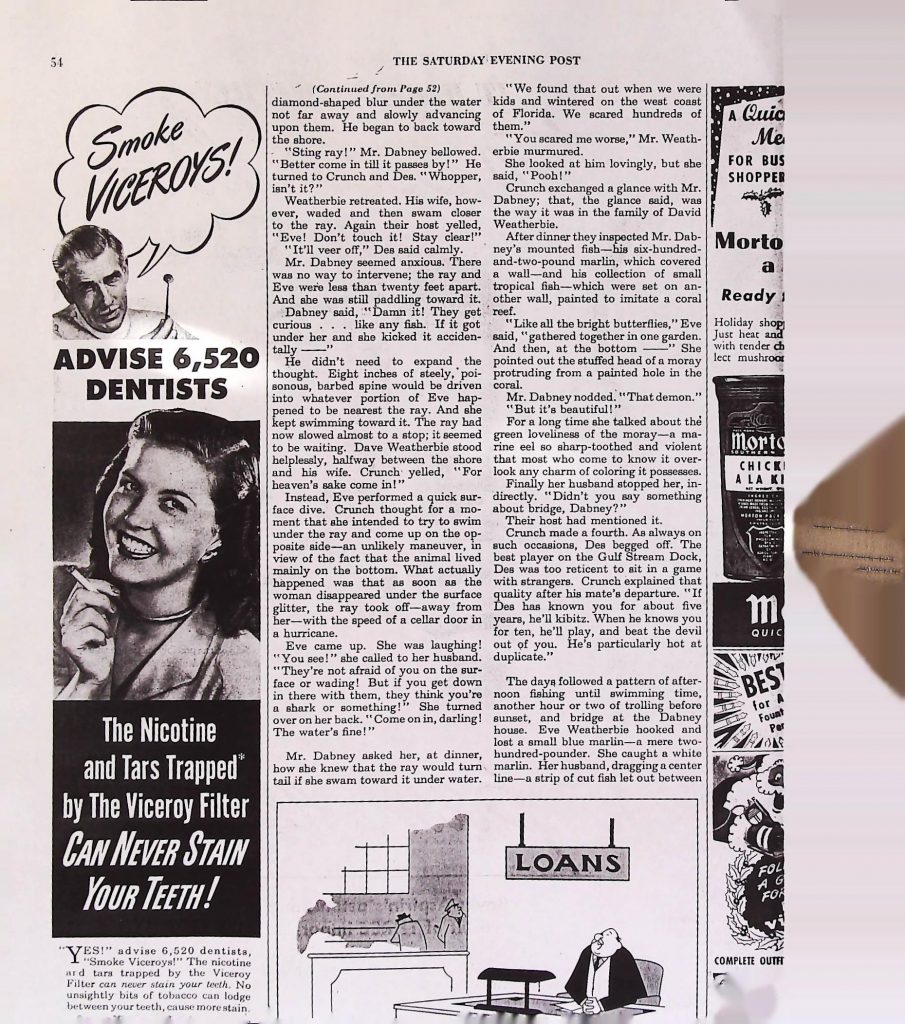 54
THE SATURDAY EVENING POST
Smoke
VICEROYS!
ADVISE 6,520
DENTISTS
The Nicotine
and Tars Trapped*
by The Viceroy Filter
CAN NEVER STAIN
YOUR TEETH!
"YES!" advise 6,520 dentists,
"Smoke Viceroys!" The nicotine
and tars trapped by the Viceroy
Filter can never stain your teeth. No
unsightly bits of tobacco can lodge
between your teeth, cause more stain.
(Continued from Page 52)
diamond-shaped blur under the water
not far away and slowly advancing
upon them. He began to back toward
the shore.
"Sting ray!" Mr. Dabney bellowed.
"Better come in till it passes by!" He
turned to Crunch and Des. "Whopper,
isn't it?"
Weatherbie retreated. His wife, how-
ever, waded and then swam closer
to the ray. Again their host yelled,
"Eve! Don't touch it! Stay clear!"
"It'll veer off," Des said calmly.
Mr. Dabney seemed anxious. There
was no way to intervene; the ray and
Eve were less than twenty feet apart.
And she was still paddling toward it.
Dabney said, "Damn it! They get
curious . . . like any fish. If it got
under her and she kicked it acciden-
tally ——"
He didn't need to expand the
thought. Eight inches of steely, poi-
sonous, barbed spine would be driven
into whatever portion of Eve hap-
pened to be nearest the ray. And she
kept swimming toward it. The ray had
now slowed almost to a stop; it seemed
to be waiting. Dave Weatherbie stood
helplessly, halfway between the shore
and his wife. Crunch yelled, "For
heaven's sake come in!"
Instead, Eve performed a quick sur-
face dive. Crunch thought for a mo-
ment that she intended to try to swim
under the ray and come up on the op-
posite side—an unlikely maneuver, in
view of the fact that the animal lived
mainly on the bottom. What actually
happened was that as soon as the
woman disappeared under the surface
glitter, the ray took off—away from
her—with the speed of a cellar door in
a hurricane.
Eve came up. She was laughing!
"You see!" she called to her husband.
"They're not afraid of you on the sur-
face or wading! But if you get down
in there with them, they think you're
a shark or something!" She turned
over on her back. "Come on in, darling!
The water's fine!"
Mr. Dabney asked her, at dinner,
how she knew that the ray would turn
tail if she swam toward it under water.
"We found that out when we were
kids and wintered on the west coast
of Florida. We scared hundreds of
them."
"You scared me worse," Mr. Weath-
erbie murmured.
She looked at him lovingly, but she
said, "Pooh!"
Crunch exchanged a glance with Mr.
Dabney; that, the glance said, was
the way it was in the family of David
Weatherbie.
After dinner they inspected Mr. Dab-
ney's mounted fish—his six-hundred-
and-two-pound marlin, which covered
a wall—and his collection of small
tropical fish—which were set on an-
other wall, painted to imitate a coral
reef.
"Like all the bright butterflies," Eve
said, "gathered together in one garden.
And then, at the bottom ——" She
pointed out the stuffed head of a moray
protruding from a painted hole in the
coral.
Mr. Dabney nodded. "That demon."
"But it's beautiful!"
For a long time she talked about the
green loveliness of the moray—a ma-
rine eel so sharp-toothed and violent
that most who come to know it over-
look any charm of coloring it possesses.
Finally her husband stopped her, in-
directly. "Didn't you say something
about bridge, Dabney?"
Their host had mentioned it.
Crunch made a fourth. As always on
such occasions, Des begged off. The
best player on the Gulf Stream Dock,
Des was too reticent to sit in a game
with strangers. Crunch explained that
quality after his mate's departure. "If
Des has known you for about five
years, he'll kibitz. When he knows you
for ten, he'll play, and beat the devil
out of you. He's particularly hot at
duplicate."
The days followed a pattern of after-
noon fishing until swimming time,
another hour or two of trolling before
sunset, and bridge at the Dabney
house. Eve Weatherbie hooked and
lost a small blue marlin—a mere two-
hundred-pounder. She caught a white
marlin. Her husband, dragging a center
line—a strip of cut fish let out between
LOANS
A Quic
Me
FOR BUS
SHOPPER
Morto
a
Ready
Holiday shop
Just heat and
with tender ch
lect mushroo
Morto
CHICK
A LA KI
M
QUIC
BEST
for A
Foun
Pe
FOL
A G
FOR
COMPLETE OUTF